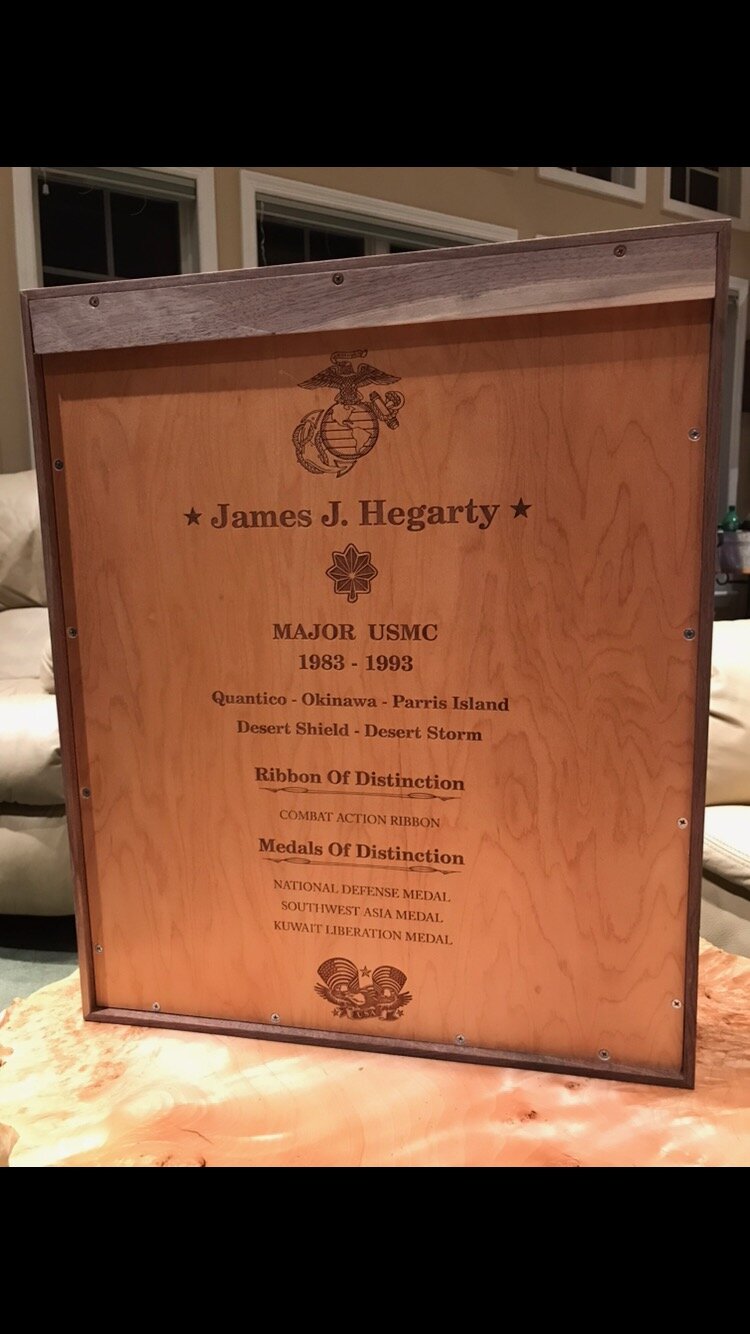 ★ James J. Hegarty ★
MAJOR USMC
1983 - 1993
Quantico - Okinawa - Parris Island
Desert Shield - Desert Storm
Ribbon Of Distinction
COMBAT ACTION RIBBON
Medals Of Distinction
NATIONAL DEFENSE MEDAL
SOUTHWEST ASIA MEDAL
KUWAIT LIBERATION MEDAL
USA